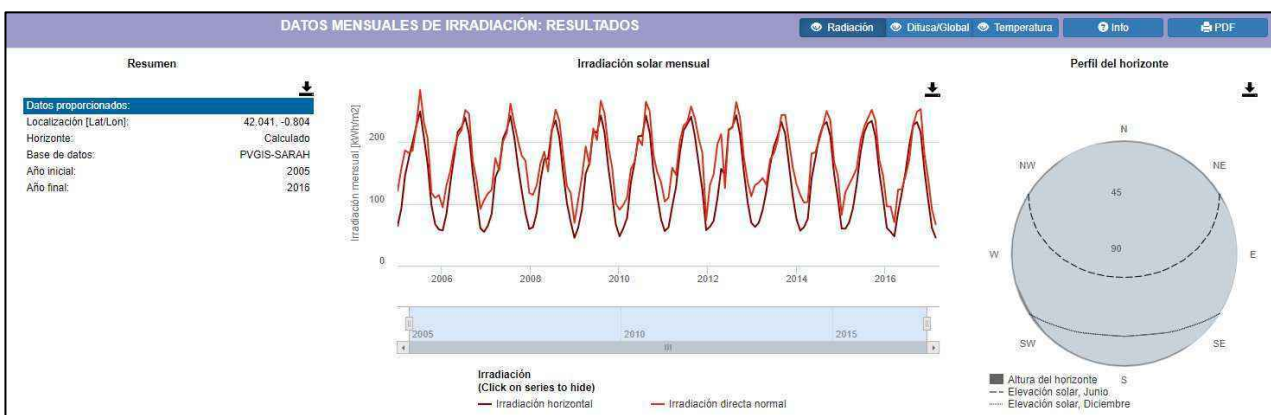 DATOS MENSUALES DE IRRADIACIÓN: RESULTADOS
Radiación
Difusa/Global
Temperatura
Info
PDF
Resumen
Datos proporcionados:
Localización [Lat/Lon]: 42.041, -0.804
Horizonte: Calculado
Base de datos: PVGIS-SARAH
Año inicial: 2005
Año final: 2016
Irradiación solar mensual
Irradiación mensual [kWh/m2]
200
100
0
2006 2008 2010 2012 2014 2016
2005 2010 2015
Irradiación
(Click on series to hide)
Irradiación horizontal
Irradiación directa normal
Perfil del horizonte
N
NW NE
45
W 90 E
SW SE
S
Altura del horizonte
Elevación solar, Junio
Elevación solar, Diciembre